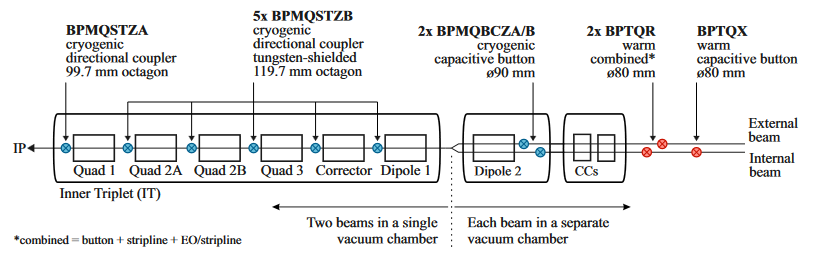 BPMQSTZA
cryogenic
directional coupler
99.7 mm octagon
5x BPMQSTZB
cryogenic
directional coupler
tungsten-shielded
119.7 mm octagon
2x BPMQBCZA/B
cryogenic
capacitive button
ø90 mm
2x BPTQR
warm
combined*
ø80 mm
BPTQX
warm
capacitive button
ø80 mm
External
beam
Internal
beam
IP
Quad 1
Quad 2A
Quad 2B
Quad 3
Corrector
Dipole 1
Dipole 2
CCs
Inner Triplet (IT)
Two beams in a single
vacuum chamber
Each beam in a separate
vacuum chamber
*combined = button + stripline + EO/stripline